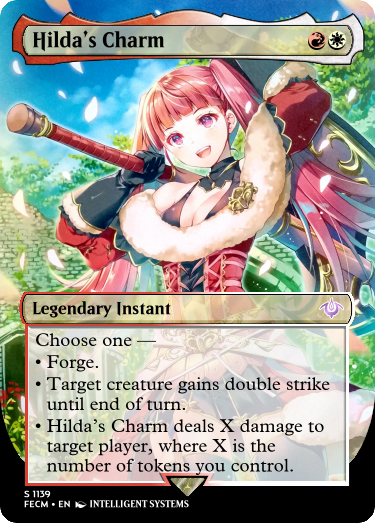 Hilda's Charm
Legendary Instant
Choose one —
• Forge.
• Target creature gains double strike
until end of turn.
• Hilda's Charm deals X damage to
target player, where X is the
number of tokens you control.
S 1139
FECM • EN INTELLIGENT SYSTEMS